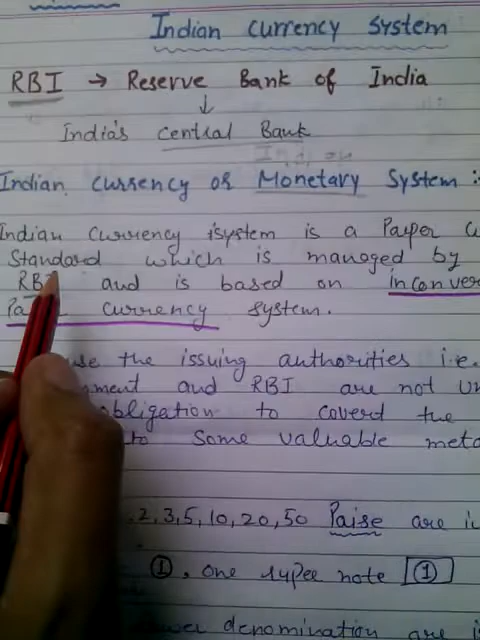 Indian Currency System
RBI → Reserve Bank of India
↓
India's Central Bank
Indian Currency or Monetary System :-
Indian Currency isystem is a Paper
Standard which is managed by
RBI and is based on
currency system.
the issuing authorities i.e.
and RBI are not
obligation to covert the
to some valuable
2, 3, 5, 10, 20, 50 Paise are
①, one rupee note ①
denomination are